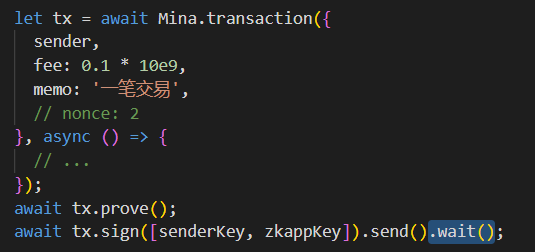 let tx = await Mina.transaction({
  sender,
  fee: 0.1 * 10e9,
  memo: '一笔交易',
  // nonce: 2
}, async () => {
  // ...
});
await tx.prove();
await tx.sign([senderKey, zkappKey]).send().wait();